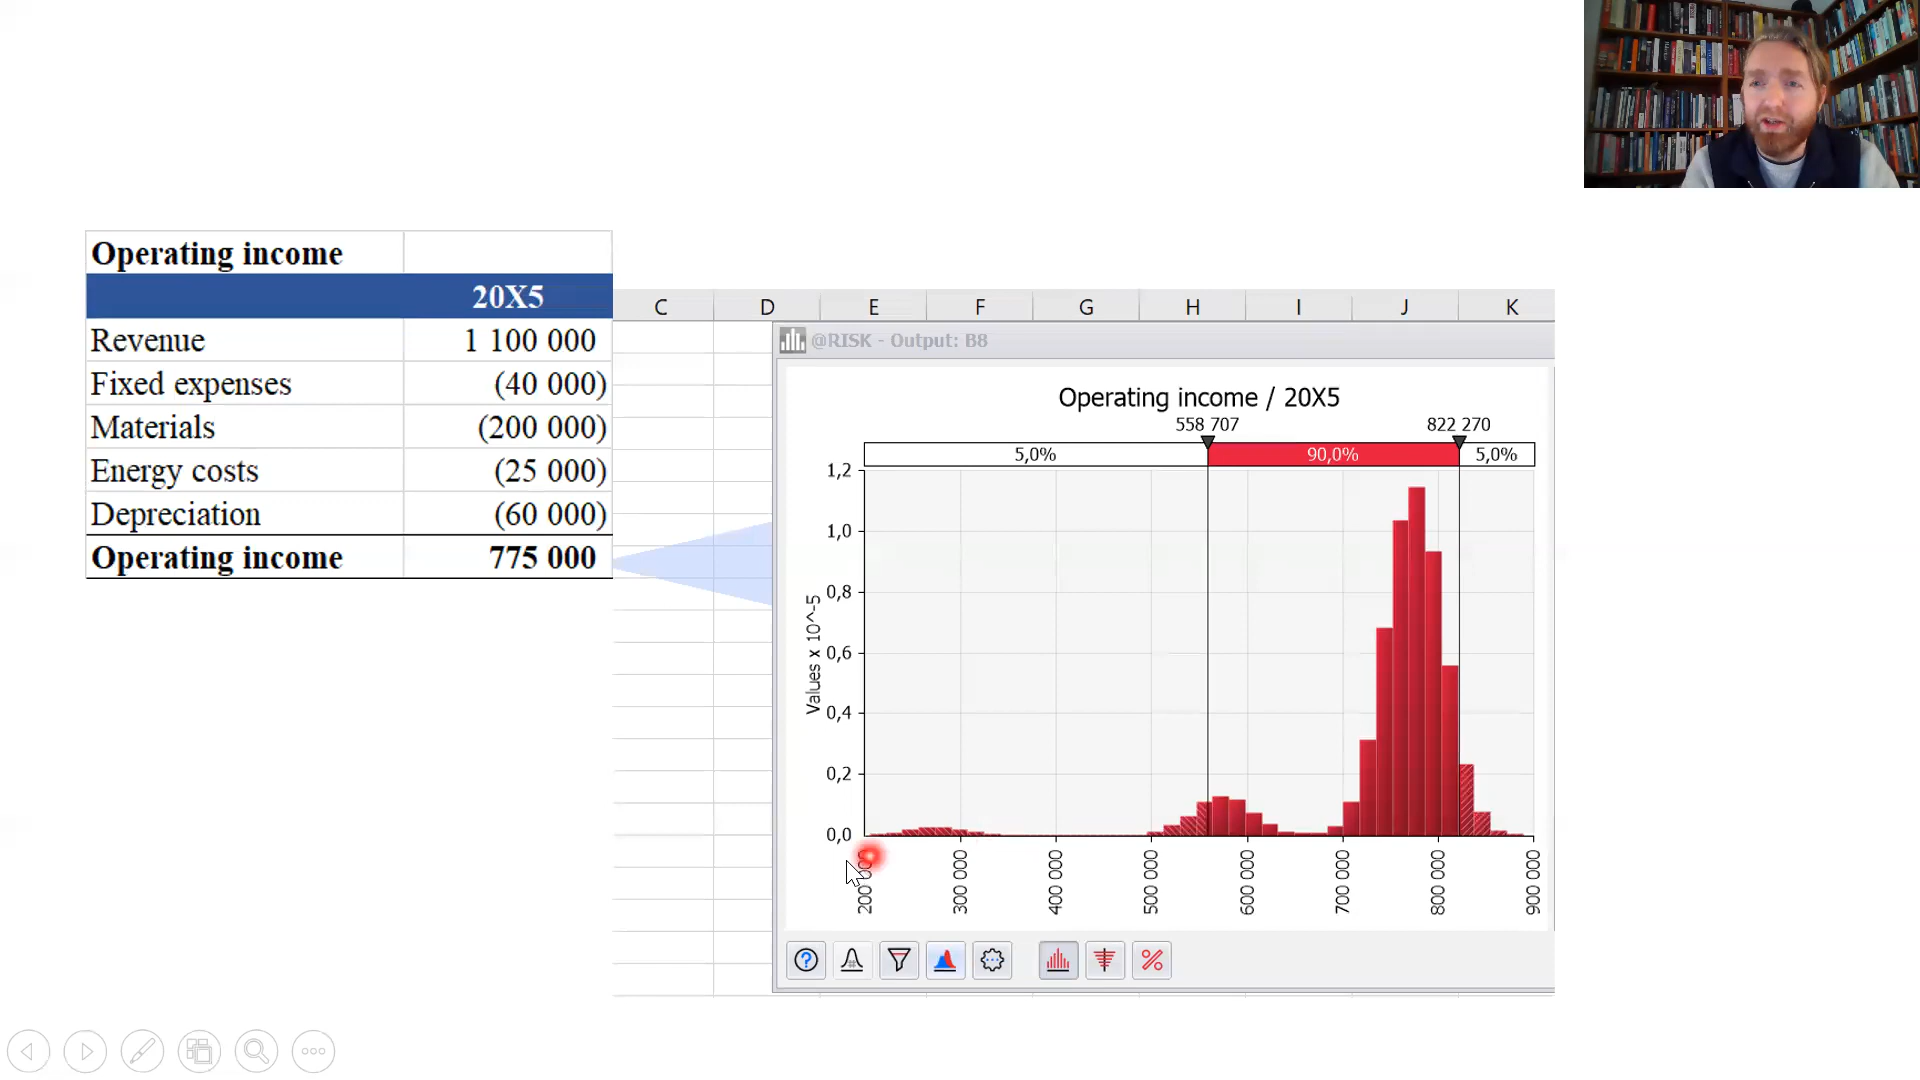 Operating income
20X5
Revenue 1 100 000
Fixed expenses (40 000)
Materials (200 000)
Energy costs (25 000)
Depreciation (60 000)
Operating income 775 000
C D E F G H I J K
@RISK - Output: B8
Operating income / 20X5
558 707 822 270
5,0% 90,0% 5,0%
Values x 10^-5
1,2
1,0
0,8
0,6
0,4
0,2
0,0
200 000 300 000 400 000 500 000 600 000 700 000 800 000 900 000